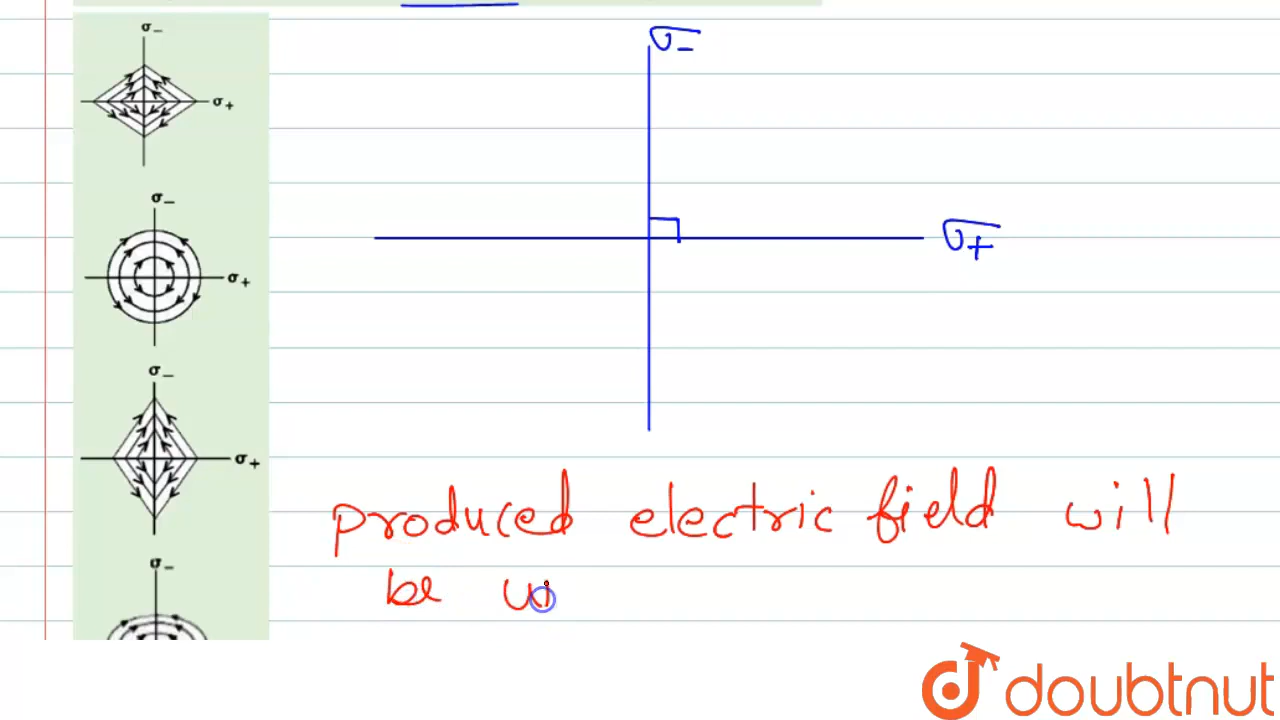 σ₋
σ₊
σ₋
σ₊
σ₋
σ₊
σ₋
σ₋
σ₊
produced electric field will
be
doubtnut